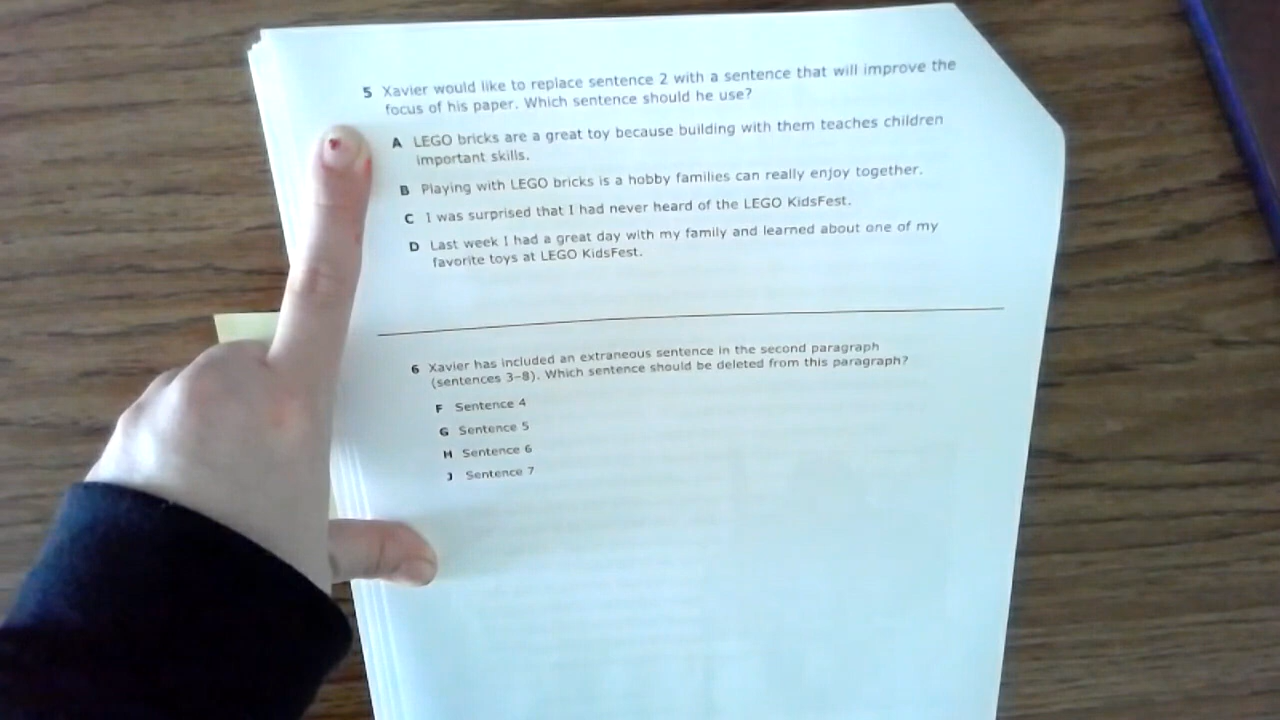 5 Xavier would like to replace sentence 2 with a sentence that will improve the
focus of his paper. Which sentence should he use?
A LEGO bricks are a great toy because building with them teaches children
important skills.
B Playing with LEGO bricks is a hobby families can really enjoy together.
C I was surprised that I had never heard of the LEGO KidsFest.
D Last week I had a great day with my family and learned about one of my
favorite toys at LEGO KidsFest.
6 Xavier has included an extraneous sentence in the second paragraph
(sentences 3–8). Which sentence should be deleted from this paragraph?
F Sentence 4
G Sentence 5
H Sentence 6
J Sentence 7